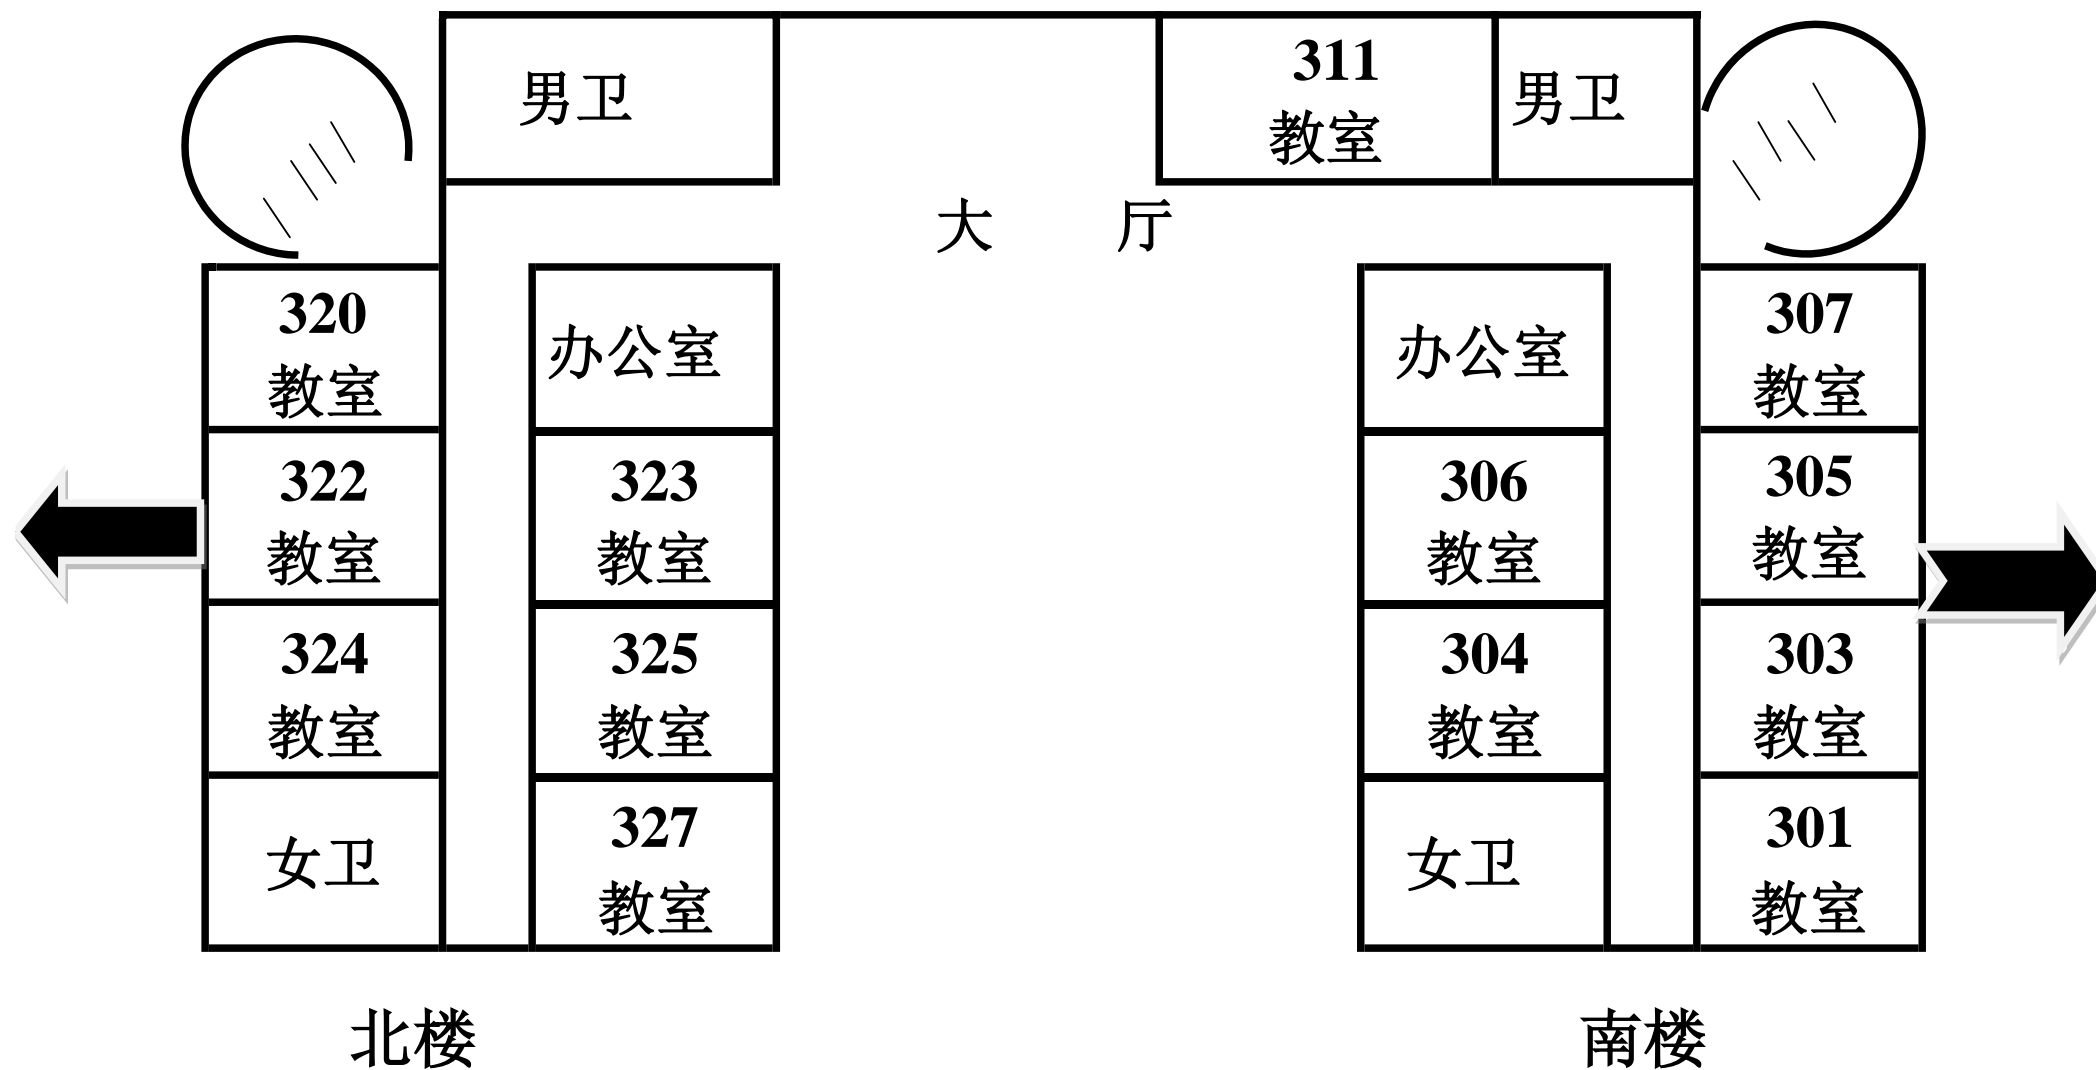 男卫
311
教室
男卫
大 厅
320
教室
办公室
办公室
307
教室
322
教室
323
教室
306
教室
305
教室
324
教室
325
教室
304
教室
303
教室
女卫
327
教室
女卫
301
教室
北楼
南楼